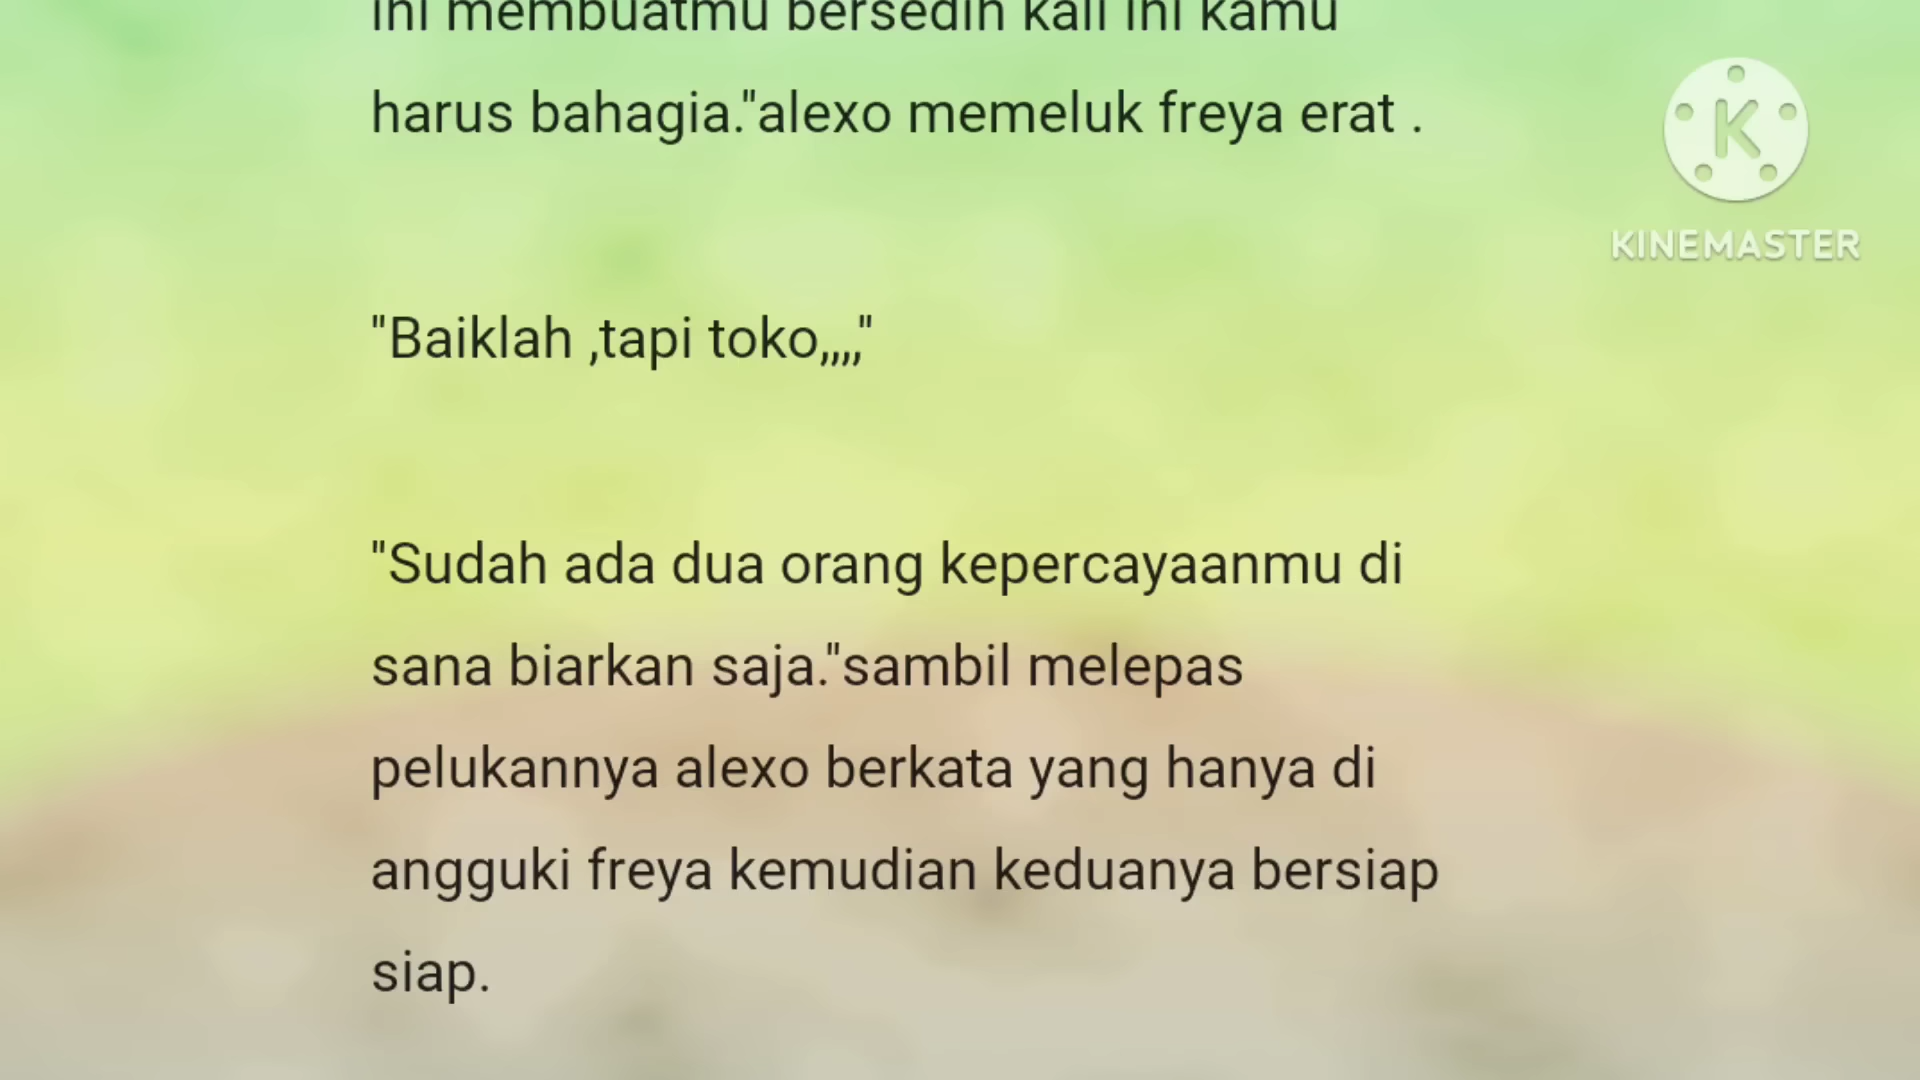 ini membuatmu bersedih kali ini kamu
harus bahagia."alexo memeluk freya erat .
"Baiklah ,tapi toko,,,,"
"Sudah ada dua orang kepercayaanmu di
sana biarkan saja."sambil melepas
pelukannya alexo berkata yang hanya di
angguki freya kemudian keduanya bersiap
siap.
K
KINEMASTER